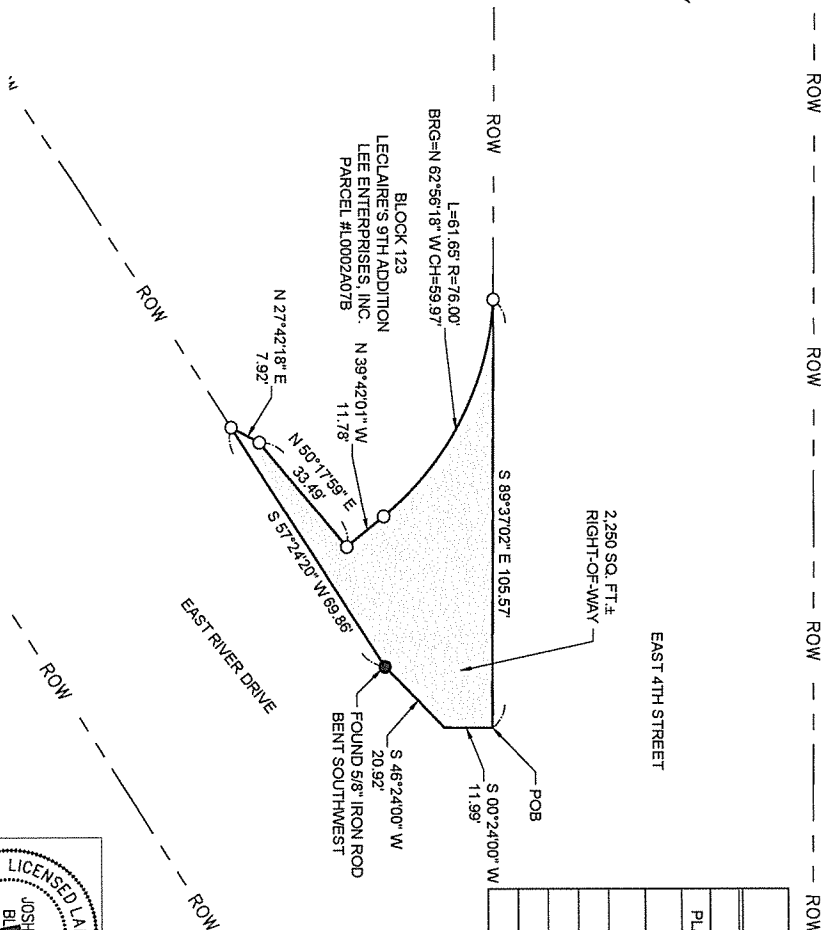 ROW
ROW
ROW
ROW
ROW
EAST 4TH STREET
2,250 SQ. FT.±
RIGHT-OF-WAY
POB
S 89°37'02" E 105.57'
S 00°24'00" W
11.99'
L=61.65' R=76.00'
BRG=N 62°56'18" W CH=59.97'
BLOCK 123
LECLAIRE'S 9TH ADDITION
LEE ENTERPRISES, INC.
PARCEL #L0002A07B
N 39°42'01" W
11.78'
S 46°24'00" W
20.92'
FOUND 5/8" IRON ROD
BENT SOUTHWEST
N 50°17'59" E
33.49'
N 27°42'18" E
7.92'
S 57°24'20" W 69.86'
EAST RIVER DRIVE
ROW
ROW
ROW
LICENSED LA
JOSH
BL
PL